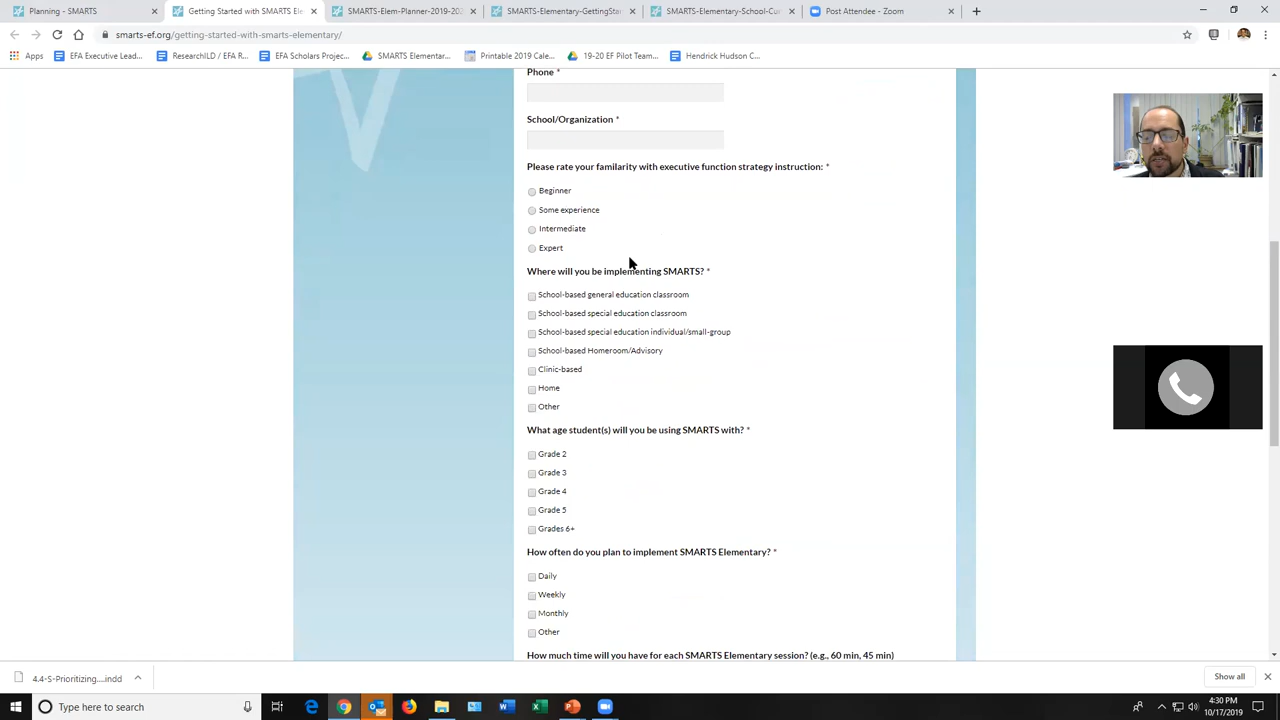 Planning - SMARTS
Getting Started with SMARTS Ele
SMARTS-Elem-Planner-2019-202
SMARTS-Elementary-GettingStar
SMARTS-Elementary-School-Curr
Post Attendee - Zoom
smarts-ef.org/getting-started-with-smarts-elementary/
Apps
EFA Executive Lead...
ResearchILD / EFA R...
EFA Scholars Projec...
SMARTS Elementar...
Printable 2019 Cale...
19-20 EF Pilot Team...
Hendrick Hudson C...
Phone *
School/Organization *
Please rate your familarity with executive function strategy instruction: *
Beginner
Some experience
Intermediate
Expert
Where will you be implementing SMARTS? *
School-based general education classroom
School-based special education classroom
School-based special education individual/small-group
School-based Homeroom/Advisory
Clinic-based
Home
Other
What age student(s) will you be using SMARTS with? *
Grade 2
Grade 3
Grade 4
Grade 5
Grades 6+
How often do you plan to implement SMARTS Elementary? *
Daily
Weekly
Monthly
Other
How much time will you have for each SMARTS Elementary session? (e.g., 60 min, 45 min)
4.4-S-Prioritizing....indd
Show all
Type here to search
4:30 PM
10/17/2019